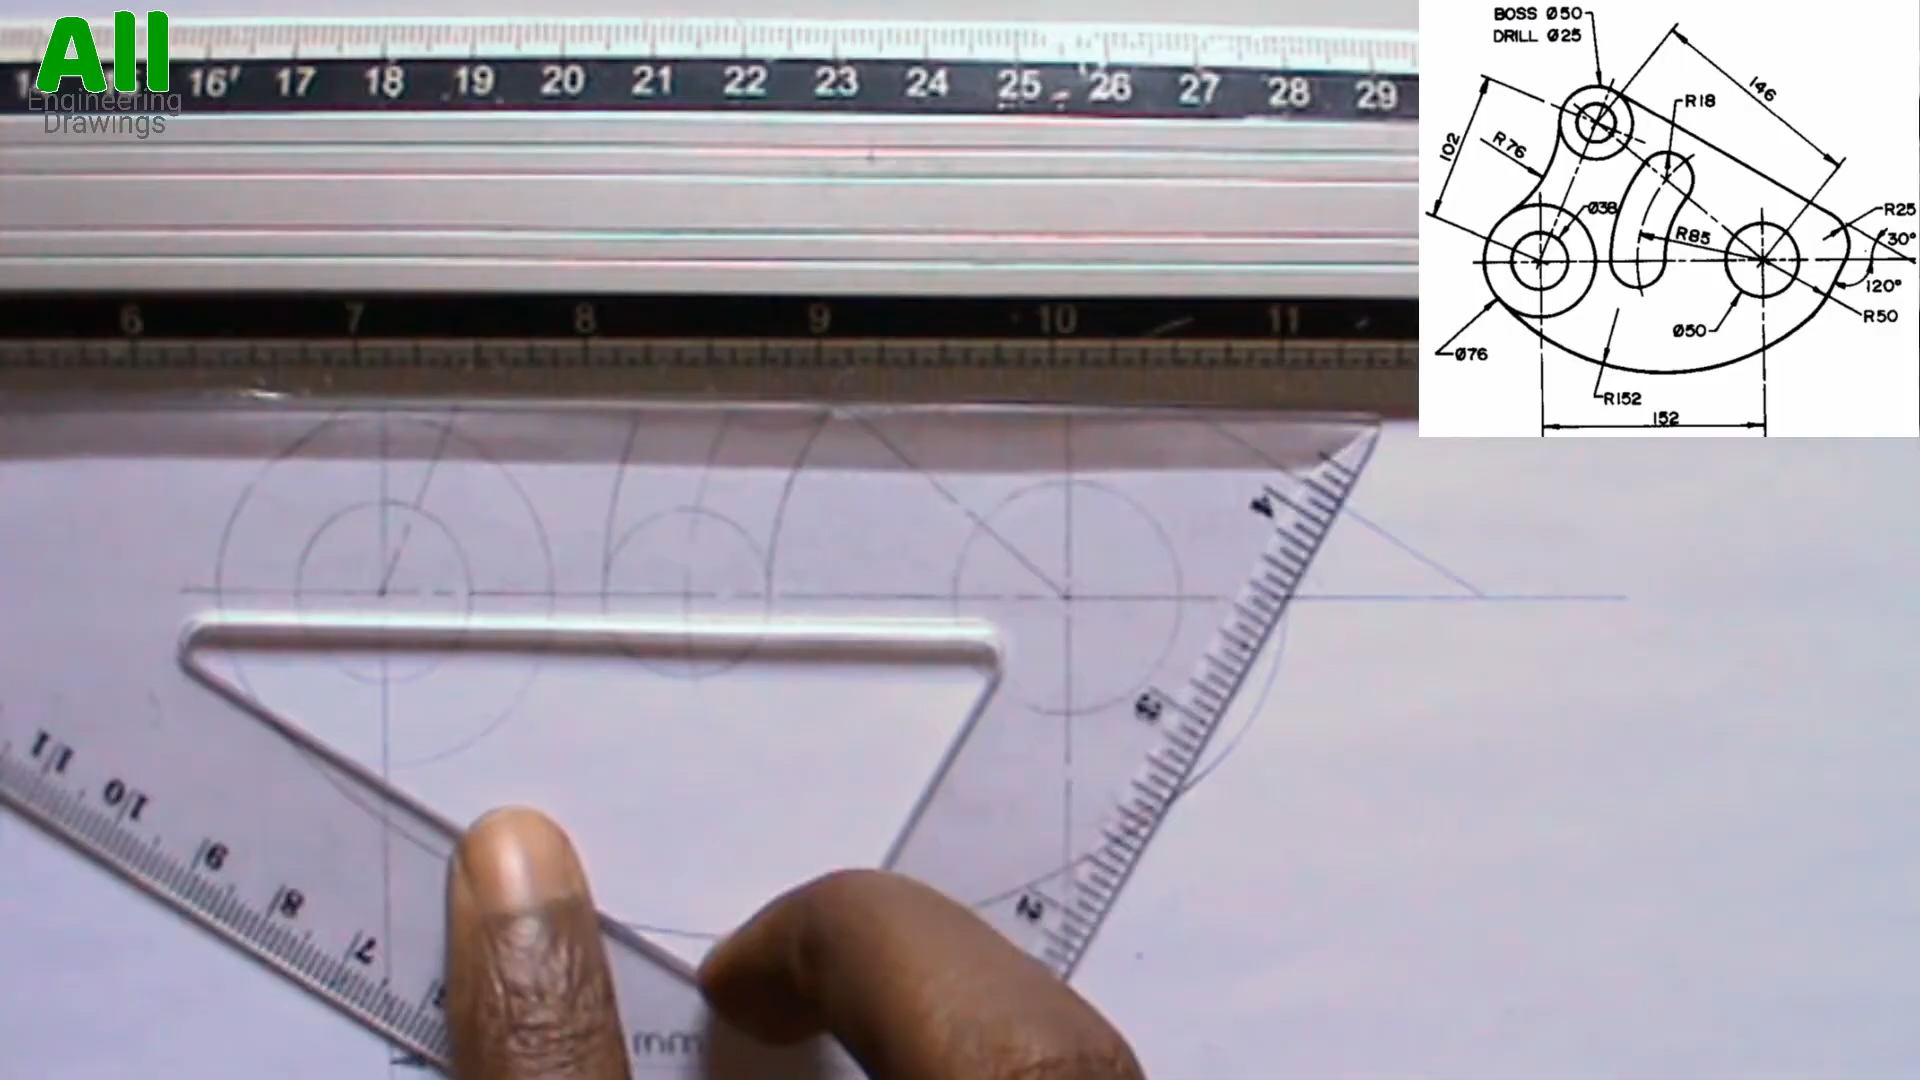 All
Engineering
Drawings
16 17 18 19 20 21 22 23 24 25 26 27 28 29
6 7 8 9 10 11
4
3
2
11
10
9
8
7
mm
BOSS Ø50
DRILL Ø25
146
R18
102
R76
Ø38
R85
R25
30°
120°
R50
Ø50
Ø76
R152
152